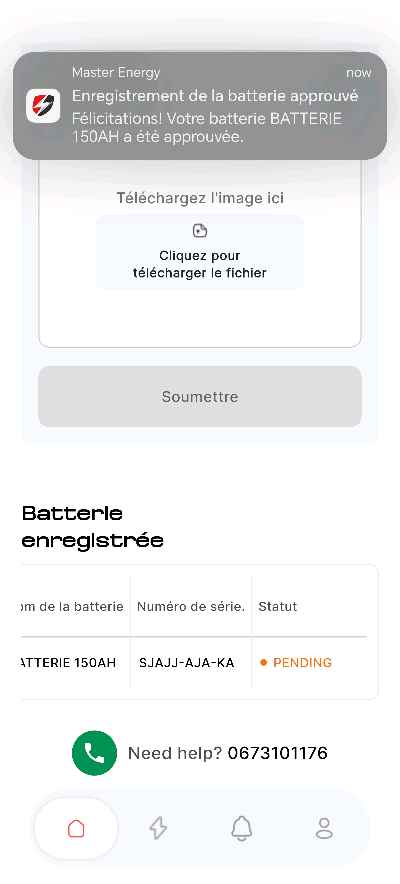 Master Energy
now
Enregistrement de la batterie approuvé
Félicitations! Votre batterie BATTERIE
150AH a été approuvée.
Téléchargez l'image ici
Cliquez pour
télécharger le fichier
Soumettre
Batterie
enregistrée
om de la batterie
Numéro de série.
Statut
ATTERIE 150AH
SJAJJ-AJA-KA
PENDING
Need help? 0673101176